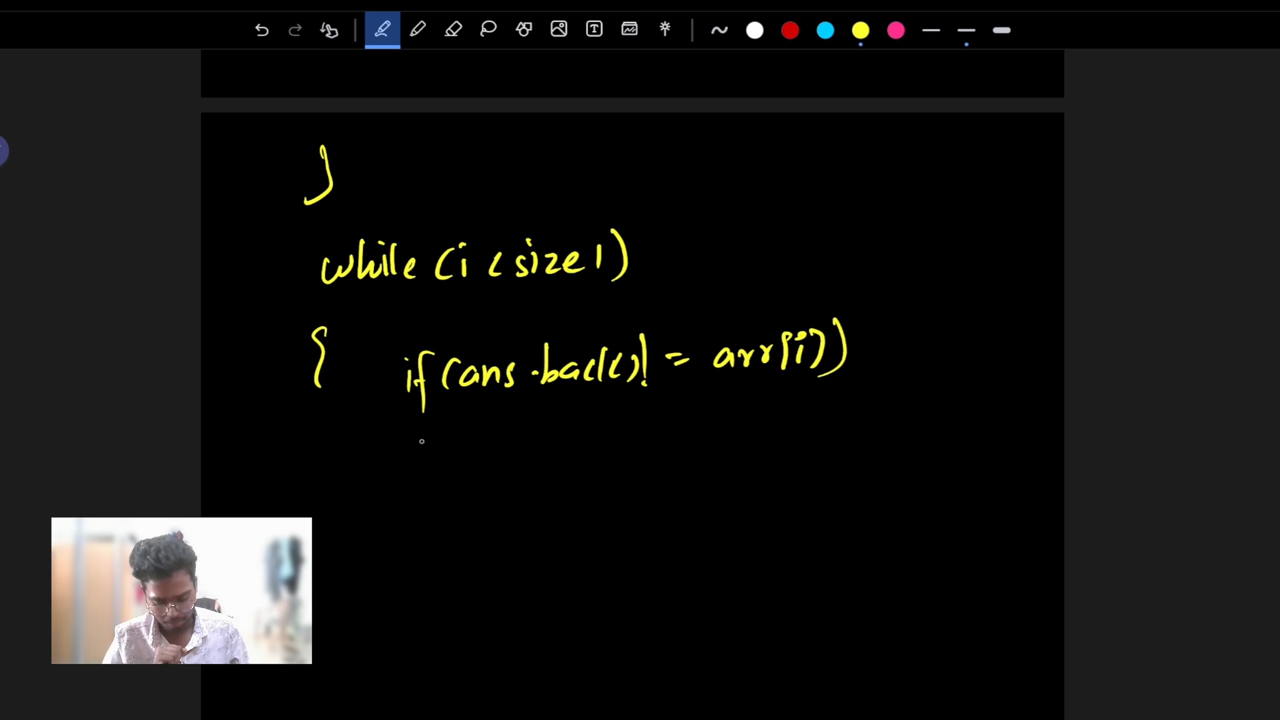 }
while (i < size1)
{ if (ans.back() != arr[i])